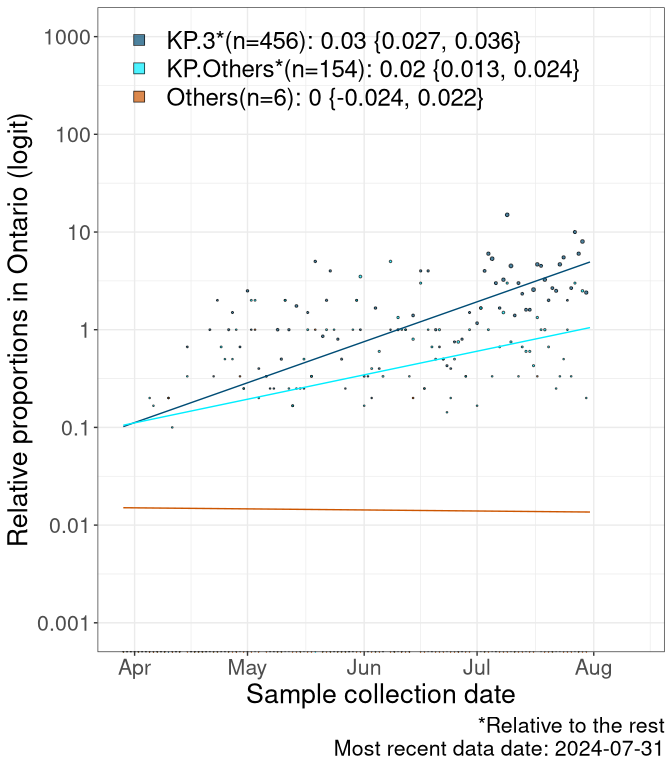 KP.3*(n=456): 0.03 {0.027, 0.036}
KP.Others*(n=154): 0.02 {0.013, 0.024}
Others(n=6): 0 {-0.024, 0.022}
Relative proportions in Ontario (logit)
1000
100
10
1
0.1
0.01
0.001
Apr May Jun Jul Aug
Sample collection date
*Relative to the rest
Most recent data date: 2024-07-31